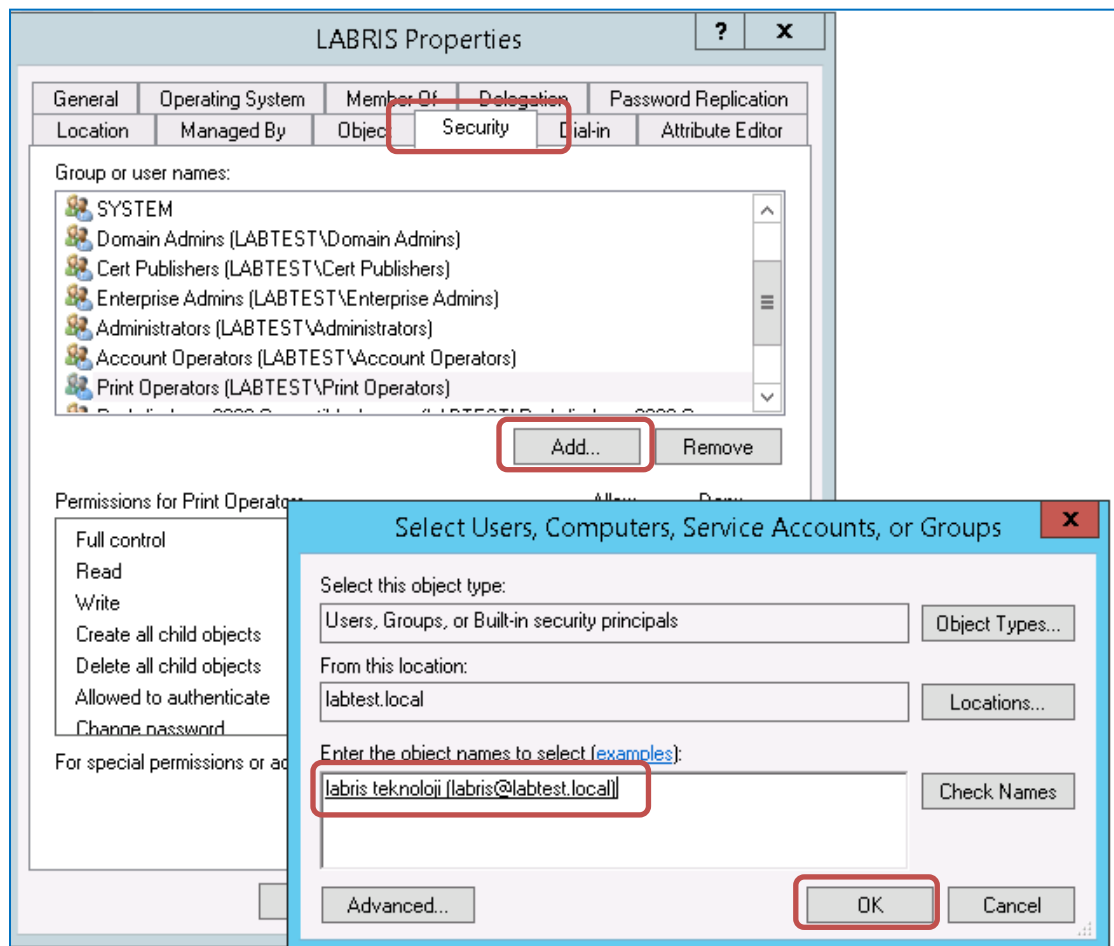 LABRIS Properties
? x
General Operating System Member Of Delegation Password Replication
Location Managed By Object Security Dial-in Attribute Editor
Group or user names:
SYSTEM
Domain Admins (LABTEST\Domain Admins)
Cert Publishers (LABTEST\Cert Publishers)
Enterprise Admins (LABTEST\Enterprise Admins)
Administrators (LABTEST\Administrators)
Account Operators (LABTEST\Account Operators)
Print Operators (LABTEST\Print Operators)
Add... Remove
Permissions for Print Operators Allow Deny
Full control
Read
Write
Create all child objects
Delete all child objects
Allowed to authenticate
Change password
For special permissions or
Select Users, Computers, Service Accounts, or Groups
x
Select this object type:
Users, Groups, or Built-in security principals
Object Types...
From this location:
labtest.local
Locations...
Enter the object names to select (examples):
labris teknoloji (labris@labtest.local)
Check Names
Advanced... OK Cancel